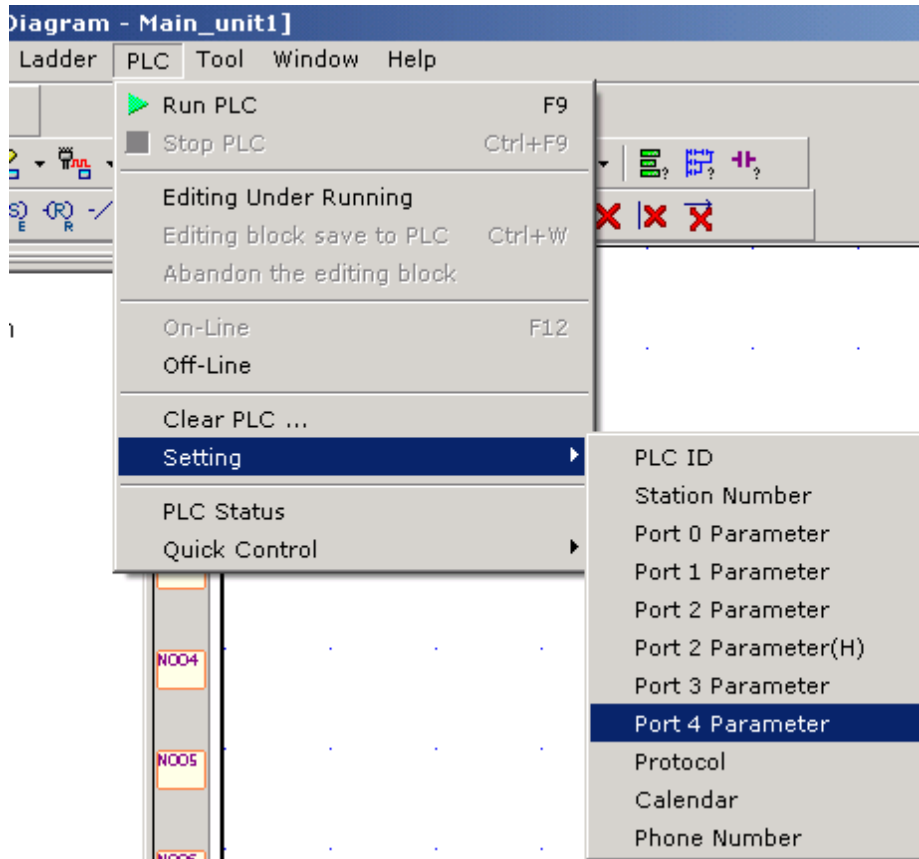 Diagram - Main_unit1]
Ladder PLC Tool Window Help
Run PLC F9
Stop PLC Ctrl+F9
Editing Under Running
Editing block save to PLC Ctrl+W
Abandon the editing block
On-Line F12
Off-Line
Clear PLC ...
Setting
PLC Status
Quick Control
PLC ID
Station Number
Port 0 Parameter
Port 1 Parameter
Port 2 Parameter
Port 2 Parameter(H)
Port 3 Parameter
Port 4 Parameter
Protocol
Calendar
Phone Number
N004
N005
N006